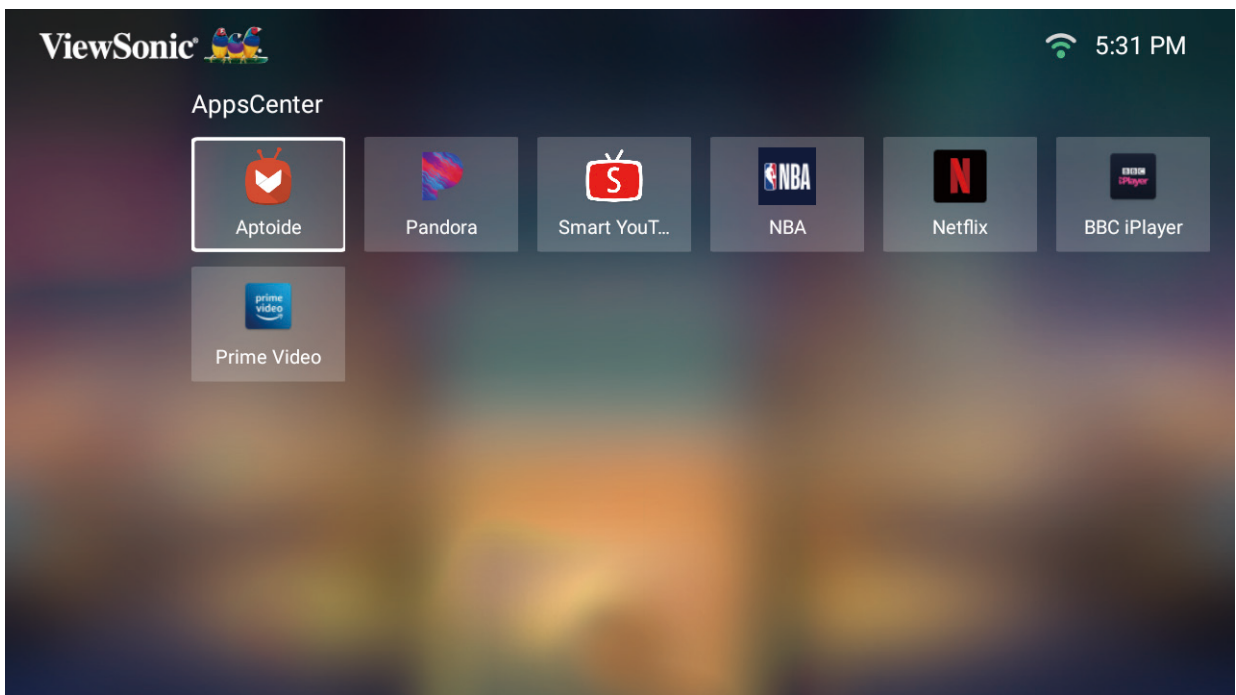 ViewSonic®
5:31 PM
AppsCenter
S
NBA
N
BBC
iPlayer
Aptoide
Pandora
Smart YouT...
NBA
Netflix
BBC iPlayer
prime
video
Prime Video